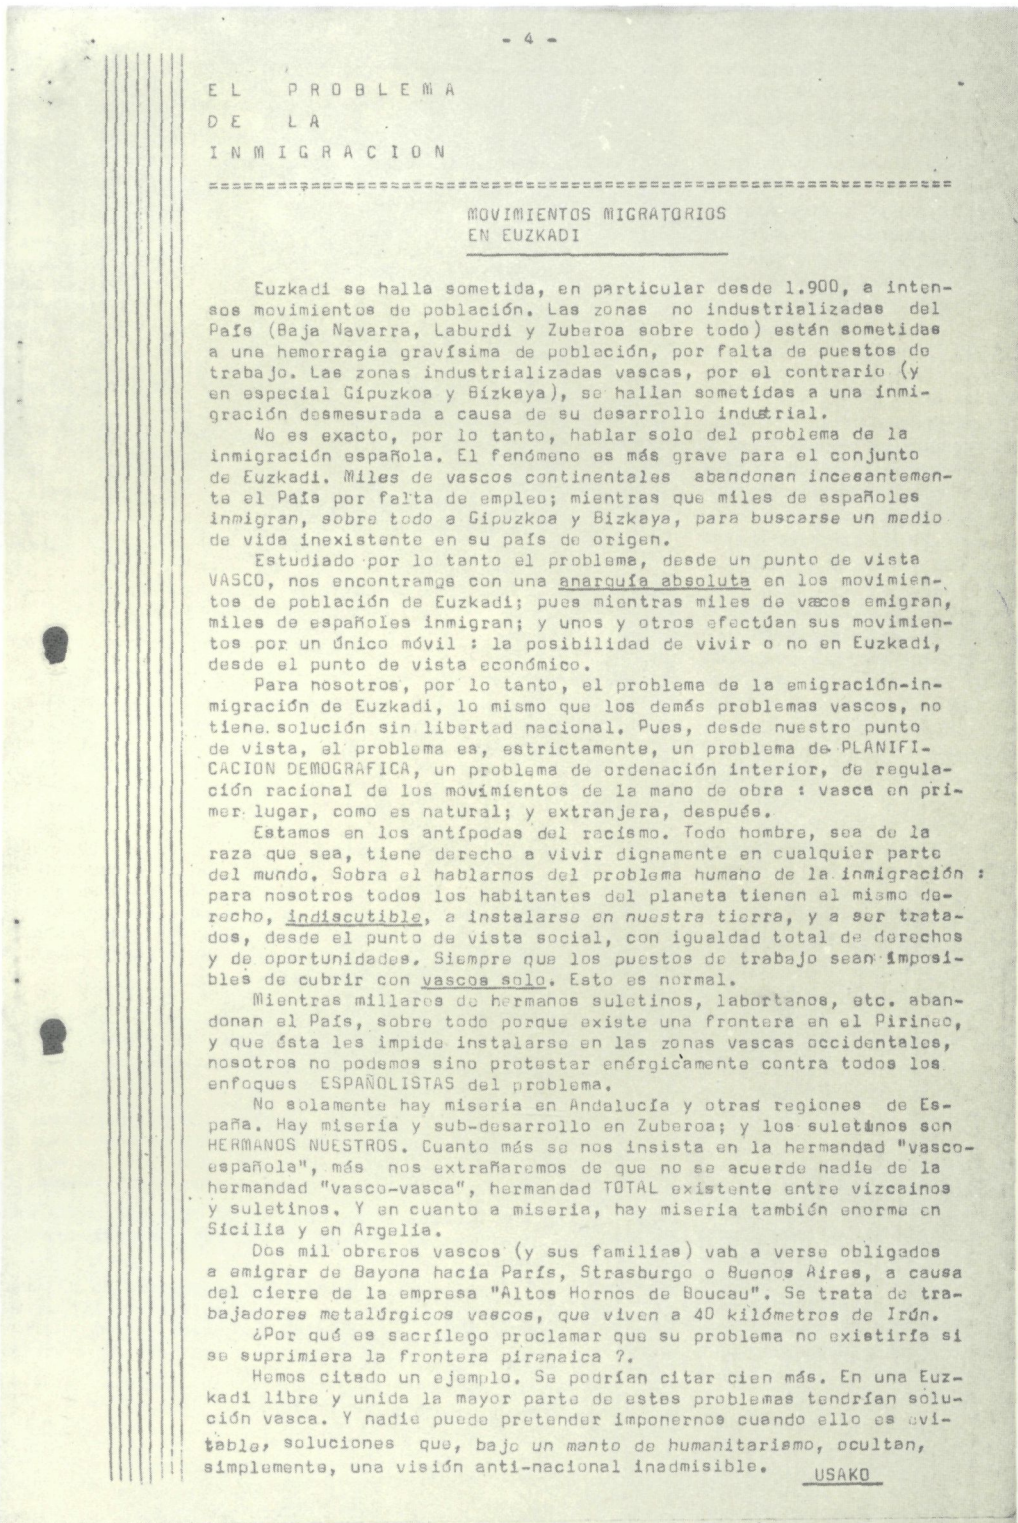 - 4 -
EL PROBLEMA
DE LA
INMIGRACION
==================================================================
MOVIMIENTOS MIGRATORIOS
EN EUZKADI
Euzkadi se halla sometida, en particular desde 1.900, a inten-
sos movimientos de población. Las zonas no industrializadas del
País (Baja Navarra, Laburdi y Zuberoa sobre todo) están sometidas
a una hemorragia gravísima de población, por falta de puestos de
trabajo. Las zonas industrializadas vascas, por el contrario (y
en especial Gipuzkoa y Bizkaya), se hallan sometidas a una inmi-
gración desmesurada a causa de su desarrollo industrial.
No es exacto, por lo tanto, hablar solo del problema de la
inmigración española. El fenómeno es más grave para el conjunto
de Euzkadi. Miles de vascos continentales abandonan incesantemen-
te el País por falta de empleo; mientras que miles de españoles
inmigran, sobre todo a Gipuzkoa y Bizkaya, para buscarse un medio
de vida inexistente en su país de origen.
Estudiado por lo tanto el problema, desde un punto de vista
VASCO, nos encontramos con una anarquía absoluta en los movimien-
tos de población de Euzkadi; pues mientras miles de vascos emigran,
miles de españoles inmigran; y unos y otros efectúan sus movimien-
tos por un único móvil : la posibilidad de vivir o no en Euzkadi,
desde el punto de vista económico.
Para nosotros, por lo tanto, el problema de la emigración-in-
migración de Euzkadi, lo mismo que los demás problemas vascos, no
tiene solución sin libertad nacional. Pues, desde nuestro punto
de vista, el problema es, estrictamente, un problema de PLANIFI-
CACION DEMOGRAFICA, un problema de ordenación interior, de regula-
ción racional de los movimientos de la mano de obra : vasca en pri-
mer lugar, como es natural; y extranjera, después.
Estamos en los antípodas del racismo. Todo hombre, sea de la
raza que sea, tiene derecho a vivir dignamente en cualquier parte
del mundo. Sobra el hablarnos del problema humano de la inmigración :
para nosotros todos los habitantes del planeta tienen el mismo de-
recho, indiscutible, a instalarse en nuestra tierra, y a ser trata-
dos, desde el punto de vista social, con igualdad total de derechos
y de oportunidades. Siempre que los puestos de trabajo sean imposi-
bles de cubrir con vascos solo. Esto es normal.
Mientras millares de hermanos suletinos, labortanos, etc. aban-
donan el País, sobre todo porque existe una frontera en el Pirineo,
y que ésta les impide instalarse en las zonas vascas occidentales,
nosotros no podemos sino protestar enérgicamente contra todos los
enfoques ESPAÑOLISTAS del problema.
No solamente hay miseria en Andalucía y otras regiones de Es-
paña. Hay miseria y sub-desarrollo en Zuberoa; y los suletinos son
HERMANOS NUESTROS. Cuanto más se nos insista en la hermandad "vasco-
española", más nos extrañaremos de que no se acuerde nadie de la
hermandad "vasco-vasca", hermandad TOTAL existente entre vizcainos
y suletinos. Y en cuanto a miseria, hay miseria también enorme en
Sicilia y en Argelia.
Dos mil obreros vascos (y sus familias) vab a verse obligados
a emigrar de Bayona hacia París, Strasburgo o Buenos Aires, a causa
del cierre de la empresa "Altos Hornos de Boucau". Se trata de tra-
bajadores metalúrgicos vascos, que viven a 40 kilómetros de Irún.
¿Por qué es sacrílego proclamar que su problema no existiría si
se suprimiera la frontera pirenaica ?.
Hemos citado un ejemplo. Se podrían citar cien más. En una Euz-
kadi libre y unida la mayor parte de estes problemas tendrían solu-
ción vasca. Y nadie puede pretender imponernos cuando ello es evi-
table, soluciones que, bajo un manto de humanitarismo, ocultan,
simplemente, una visión anti-nacional inadmisible.
USAKO